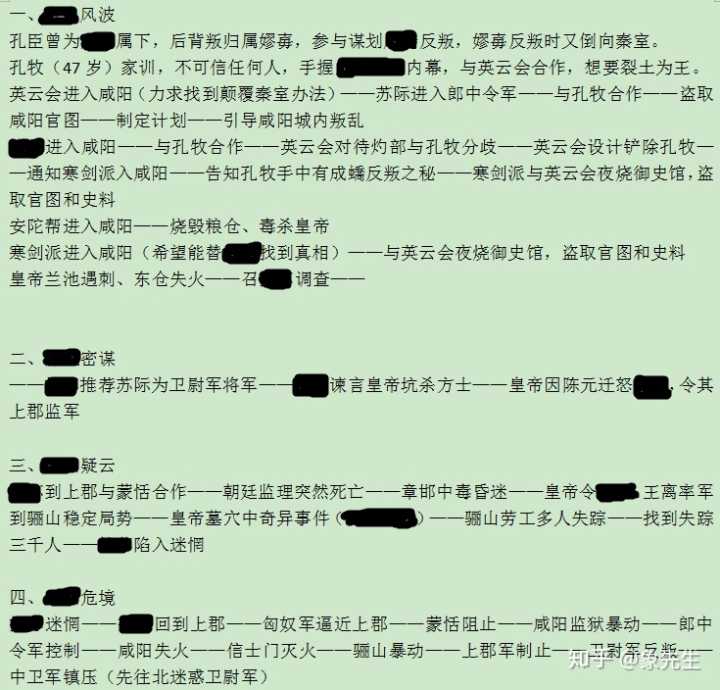 一、风波
孔臣曾为属下，后背叛归属嫪毐，参与谋划反叛，嫪毐反叛时又倒向秦室。
孔牧（47 岁）家训，不可信任何人，手握内幕，与英云会合作，想要裂土为王。
英云会进入咸阳（力求找到颠覆秦室办法）——苏际进入郎中令军——与孔牧合作——盗取
咸阳官图——制定计划——引导咸阳城内叛乱
进入咸阳——与孔牧合作——英云会对待灼部与孔牧分歧——英云会设计铲除孔牧—
—通知寒剑派入咸阳——告知孔牧手中有成蟜反叛之秘——寒剑派与英云会夜烧御史馆，盗
取官图和史料
安陀帮进入咸阳——烧毁粮仓、毒杀皇帝
寒剑派进入咸阳（希望能替找到真相）——与英云会夜烧御史馆，盗取官图和史料
皇帝兰池遇刺、东仓失火——召调查——
二、密谋
——推荐苏际为卫尉军将军——谏言皇帝坑杀方士——皇帝因陈元迁怒，令其
上郡监军
三、疑云
到上郡与蒙恬合作——朝廷监理突然死亡——章邯中毒昏迷——皇帝令王离率军
到骊山稳定局势——皇帝墓穴中奇异事件（）——骊山劳工多人失踪——找到失踪
三千人——陷入迷惘
四、危境
迷惘——回到上郡——匈奴军逼近上郡——蒙恬阻止——咸阳监狱暴动——郎中
令军控制——咸阳失火——信士门灭火——骊山暴动——上郡军制止——卫尉军反叛——
中卫军镇压（先往北迷惑卫尉军）
知乎 @象先生